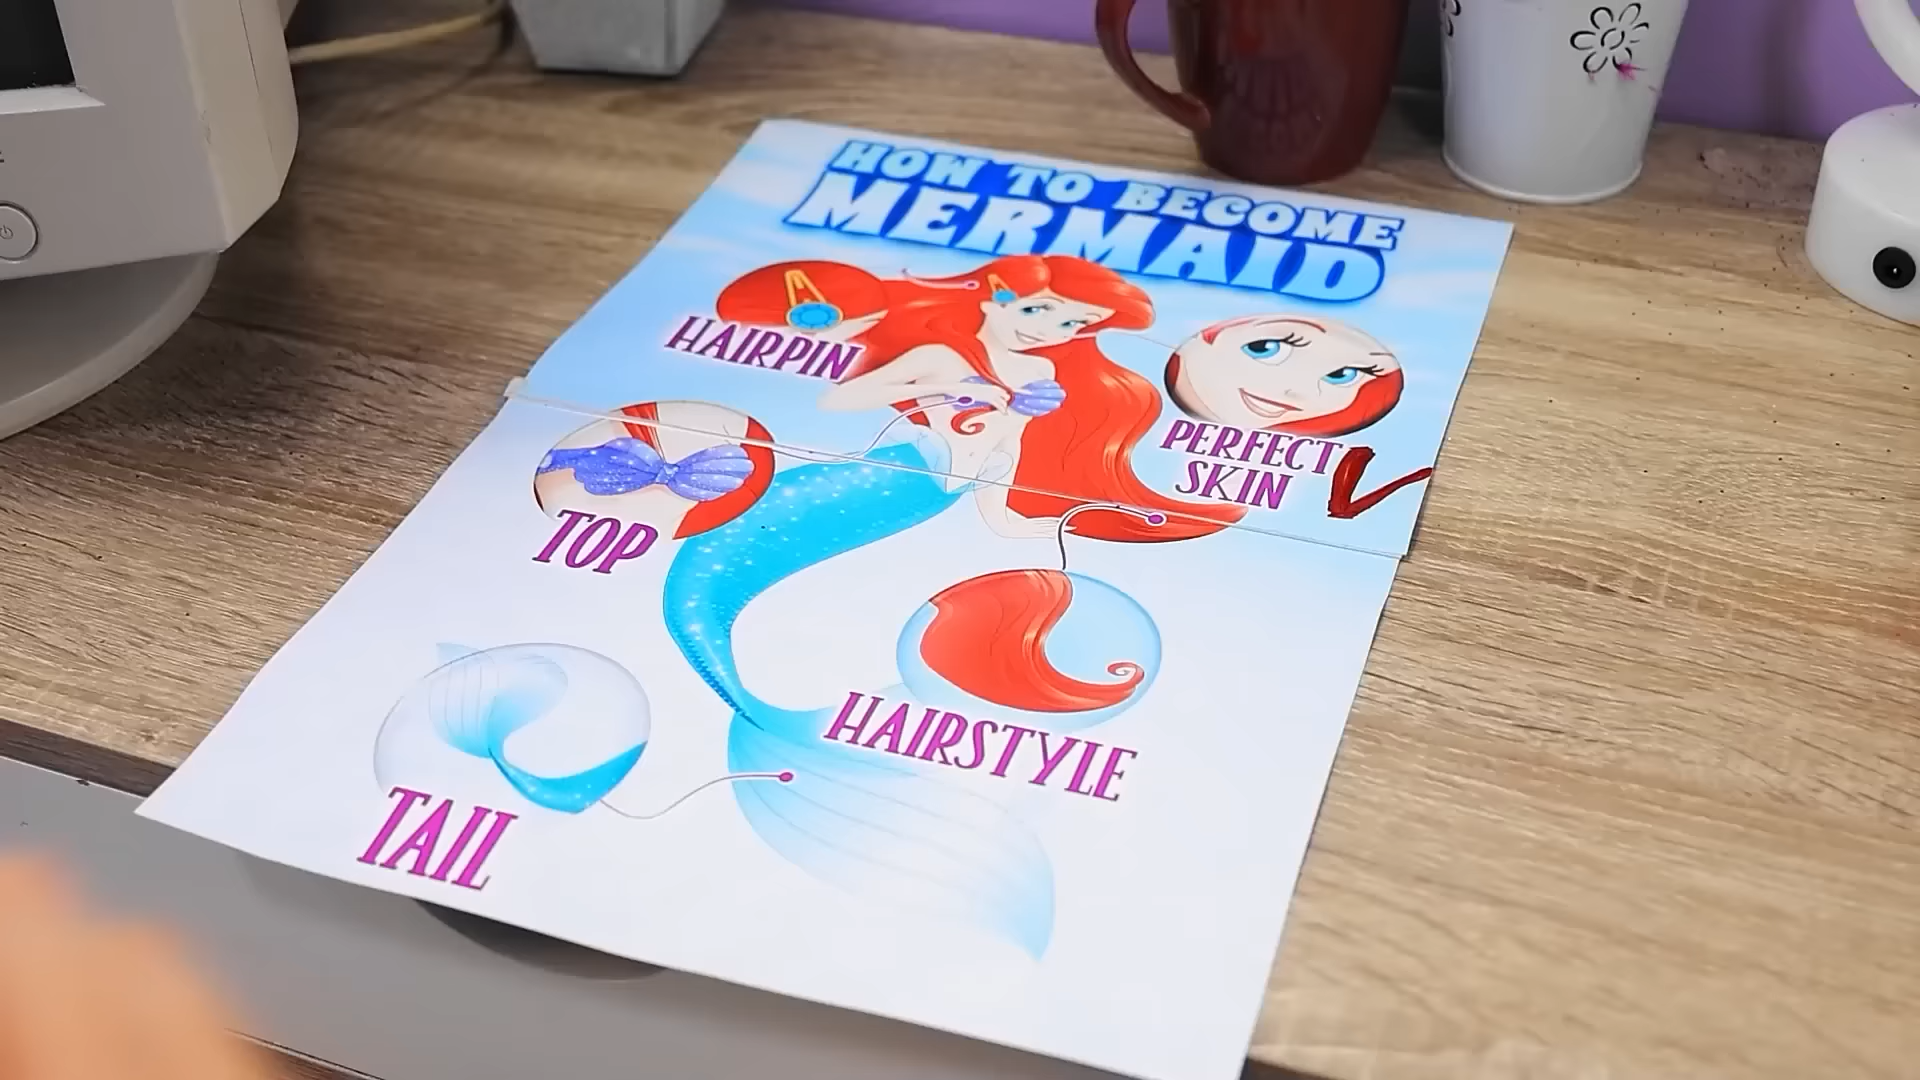 HOW TO BECOME
MERMAID
HAIRPIN
PERFECT
SKIN
TOP
HAIRSTYLE
TAIL